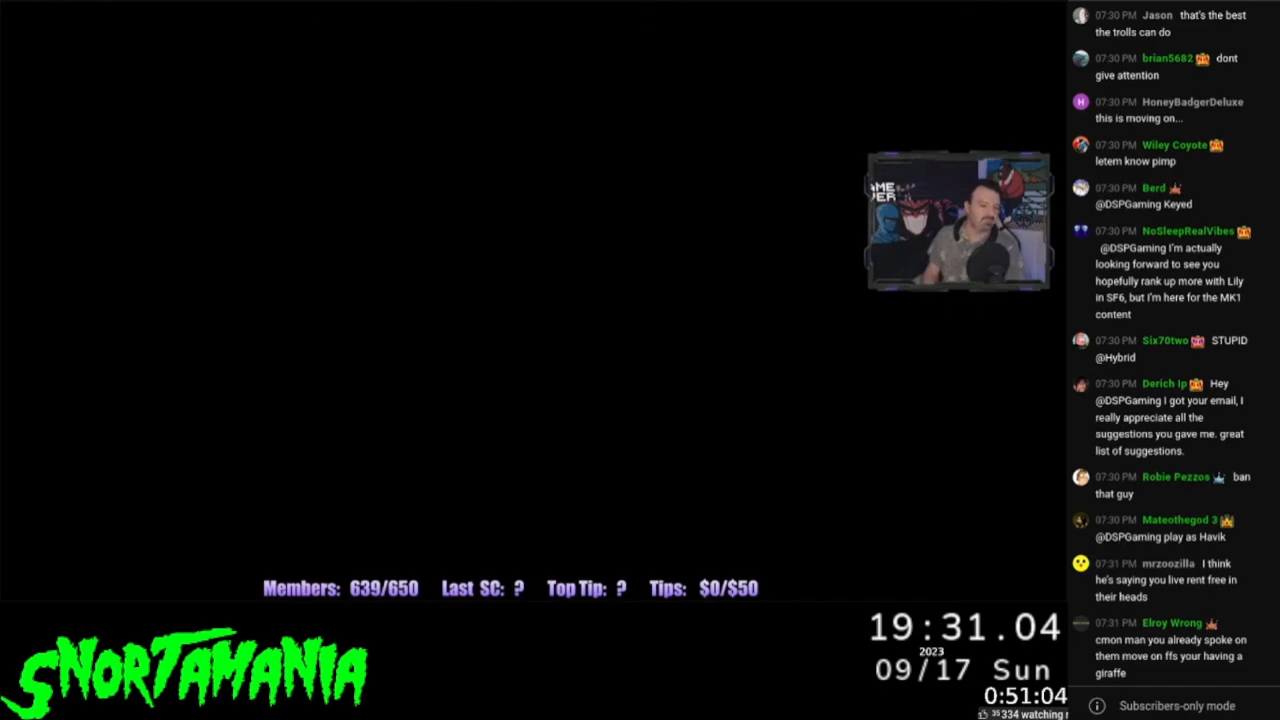 07:30 PM Jason that's the best
the trolls can do
07:30 PM brian5682 dont
give attention
H 07:30 PM HoneyBadgerDeluxe
this is moving on...
07:30 PM Wiley Coyote
letem know pimp
07:30 PM Berd
@DSPGaming Keyed
07:30 PM NoSleepRealVibes
@DSPGaming I'm actually
looking forward to see you
hopefully rank up more with Lily
in SF6, but I'm here for the MK1
content
07:30 PM Six70two STUPID
@Hybrid
07:30 PM Derich Ip Hey
@DSPGaming I got your email, I
really appreciate all the
suggestions you gave me. great
list of suggestions.
07:30 PM Robie Pezzos ban
that guy
07:30 PM Mateothegod 3
@DSPGaming play as Havik
07:31 PM mrzoozilla I think
he's saying you live rent free in
their heads
07:31 PM Elroy Wrong
cmon man you already spoke on
them move on ffs your having a
giraffe
Subscribers-only mode
Members: 639/650 Last SC: ? Top Tip: ? Tips: $0/$50
SNORTAMANIA
19:31.04
2023
09/17 Sun
0:51:04
35 334 watching